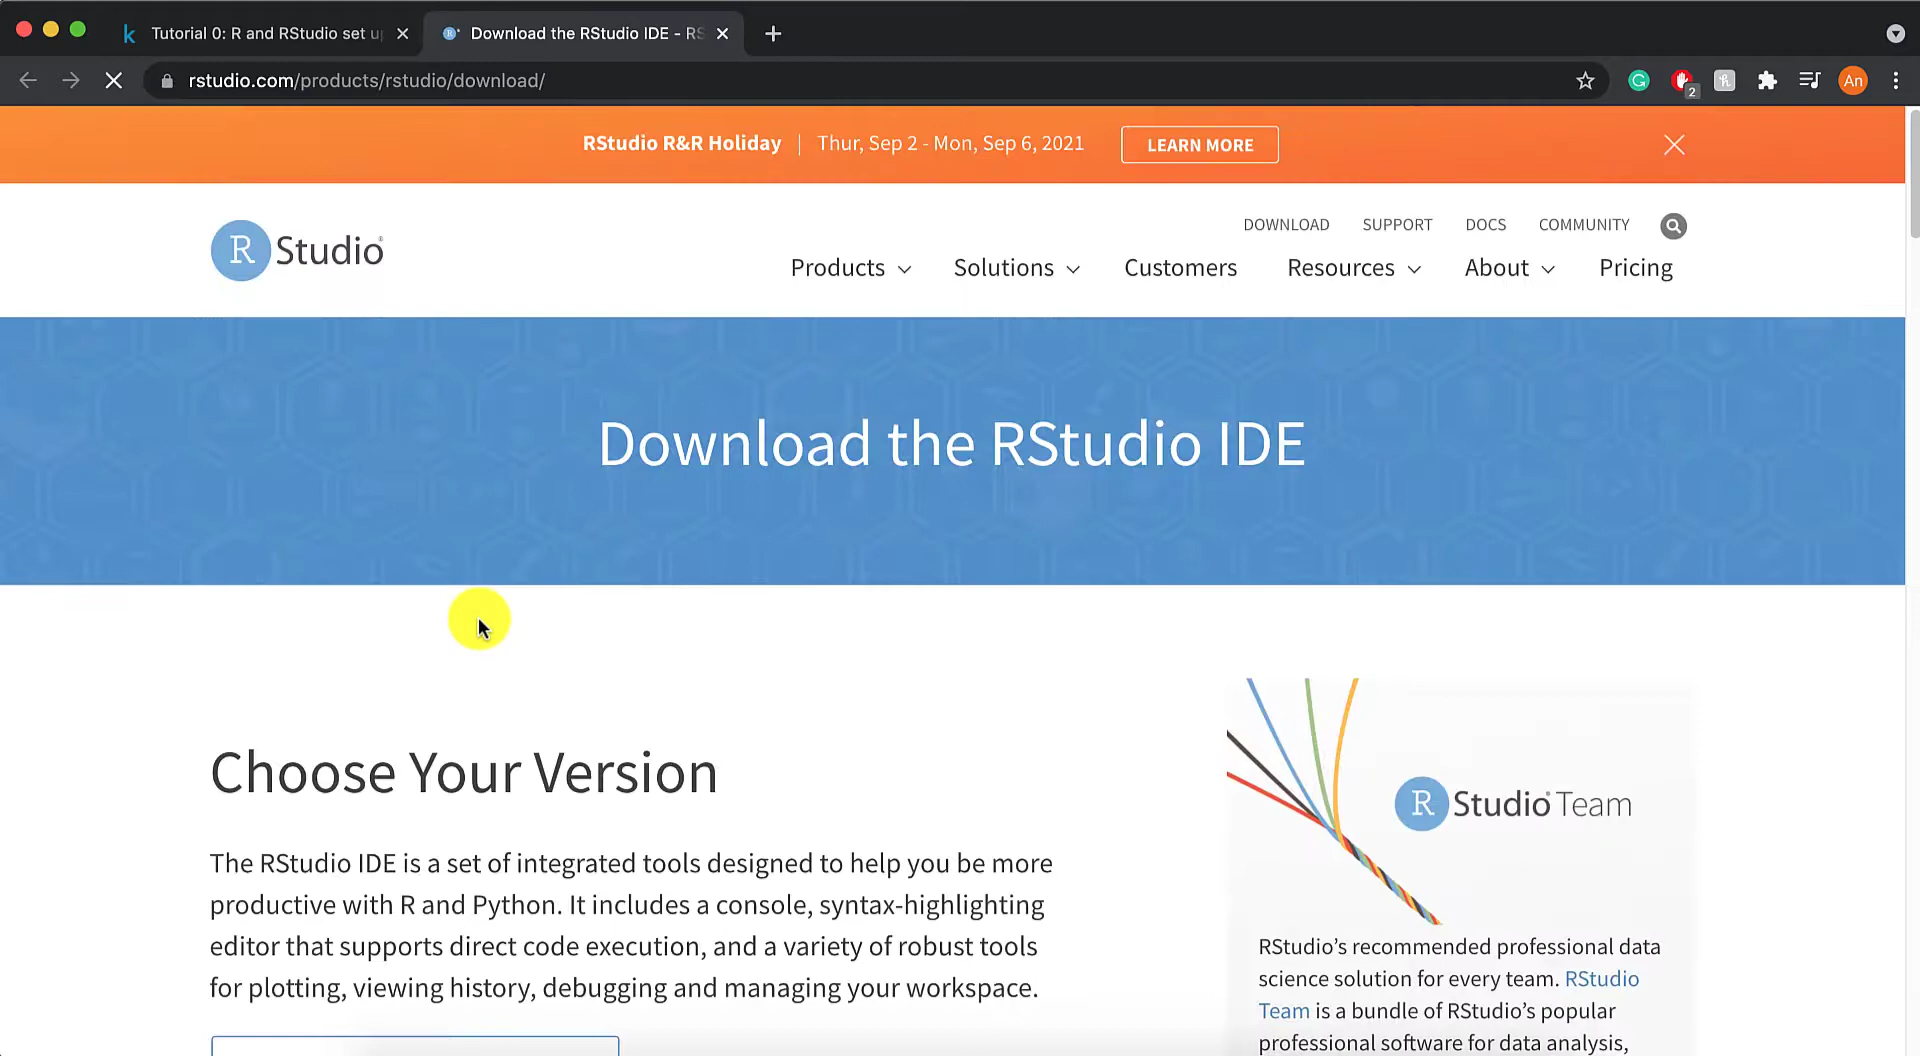 Tutorial 0: R and RStudio set u
Download the RStudio IDE - RS
rstudio.com/products/rstudio/download/
2
An
RStudio R&R Holiday | Thur, Sep 2 - Mon, Sep 6, 2021
LEARN MORE
R Studio
DOWNLOAD SUPPORT DOCS COMMUNITY
Products Solutions Customers Resources About Pricing
Download the RStudio IDE
Choose Your Version
The RStudio IDE is a set of integrated tools designed to help you be more
productive with R and Python. It includes a console, syntax-highlighting
editor that supports direct code execution, and a variety of robust tools
for plotting, viewing history, debugging and managing your workspace.
R Studio Team
RStudio’s recommended professional data
science solution for every team. RStudio
Team is a bundle of RStudio’s popular
professional software for data analysis,